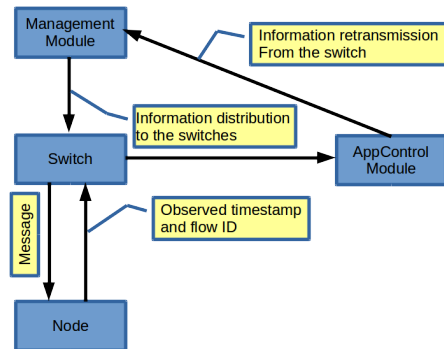 Management
Module
Information retransmission
From the switch
Information distribution
to the switches
Switch
AppControl
Module
Message
Observed timestamp
and flow ID
Node